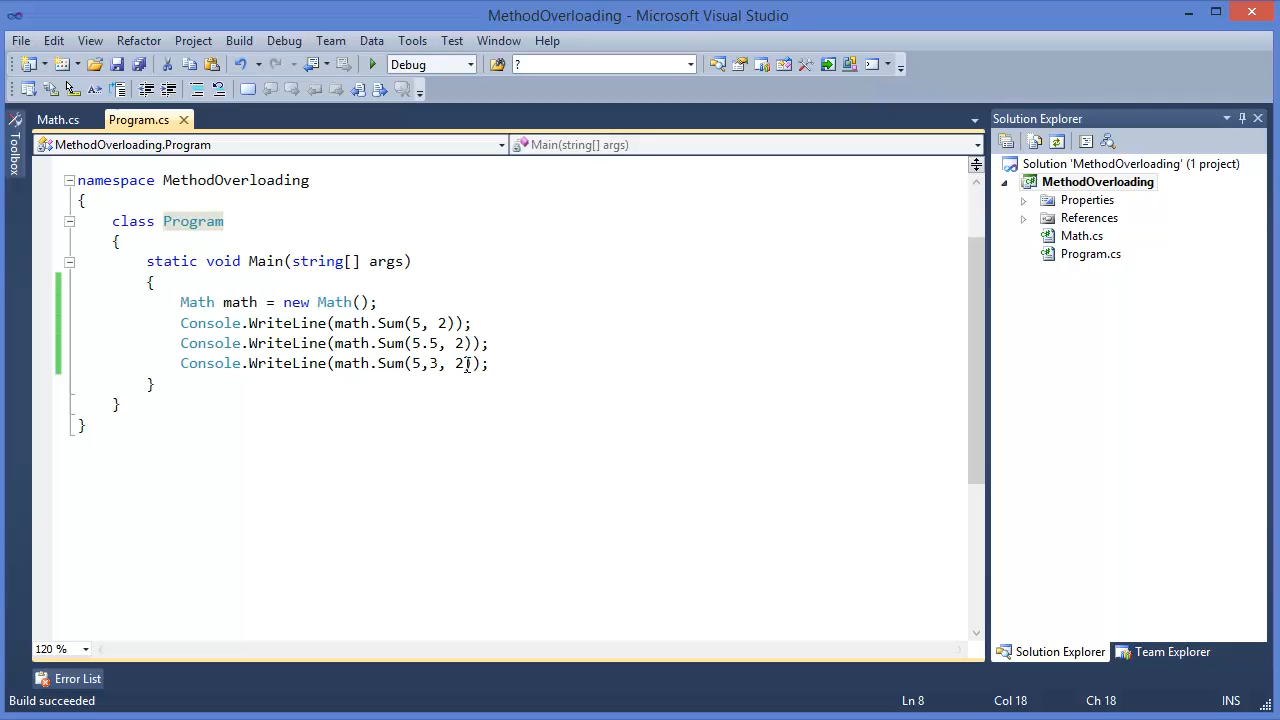 MethodOverloading - Microsoft Visual Studio
File Edit View Refactor Project Build Debug Team Data Tools Test Window Help
Debug ?
Math.cs Program.cs
MethodOverloading.Program Main(string[] args)
Toolbox
namespace MethodOverloading
{
class Program
{
static void Main(string[] args)
{
Math math = new Math();
Console.WriteLine(math.Sum(5, 2));
Console.WriteLine(math.Sum(5.5, 2));
Console.WriteLine(math.Sum(5,3, 2));
}
}
}
120 %
Solution Explorer
Solution 'MethodOverloading' (1 project)
MethodOverloading
Properties
References
Math.cs
Program.cs
Solution Explorer Team Explorer
Error List
Build succeeded Ln 8 Col 18 Ch 18 INS